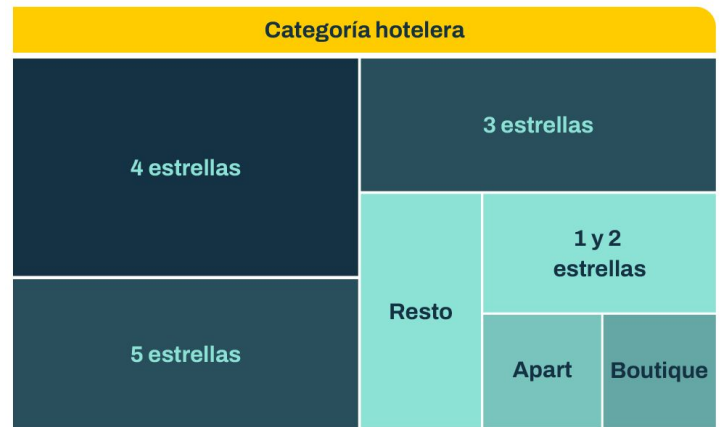 Categoría hotelera
4 estrellas
3 estrellas
5 estrellas
Resto
1 y 2
estrellas
Apart
Boutique